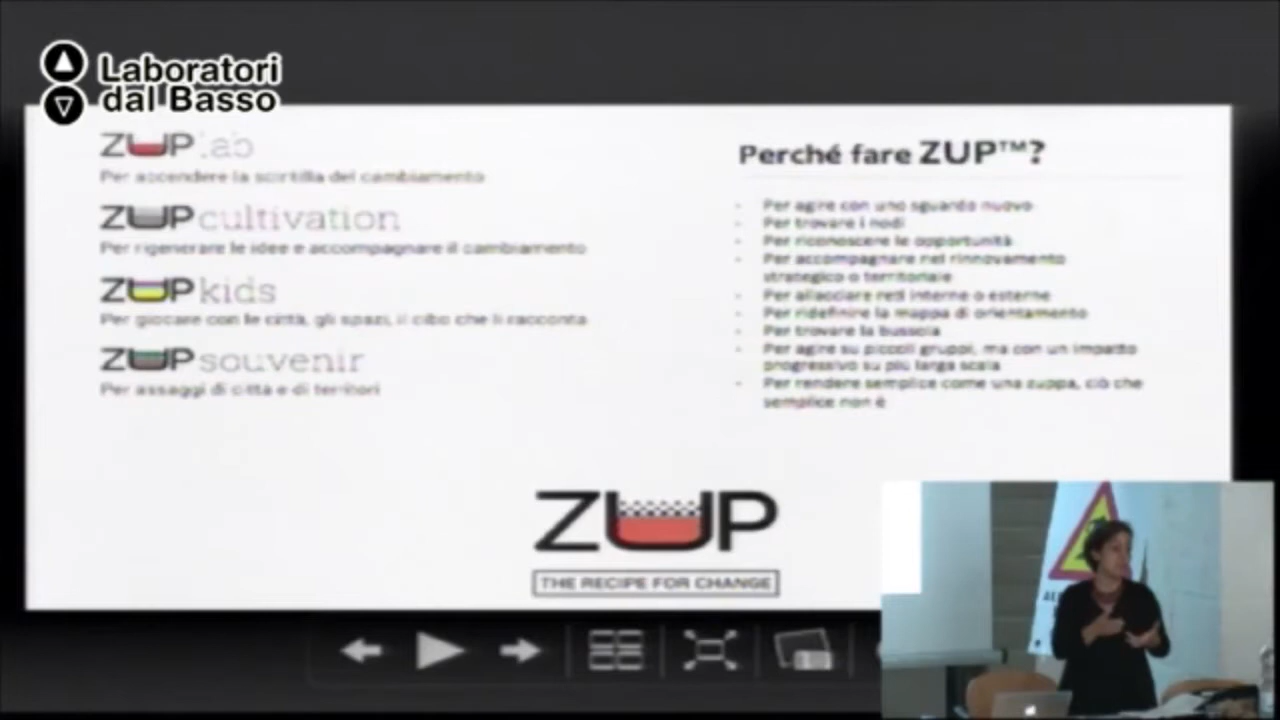 Laboratori
dal Basso
ZUP lab
Per accendere la scintilla del cambiamento
ZUP cultivation
Per rigenerare le idee e accompagnare il cambiamento
ZUP kids
Per giocare con le città, gli spazi, il cibo che li racconta
ZUP souvenir
Per assaggi di città e di territori
Perché fare ZUP™?
- Per agire con uno sguardo nuovo
- Per trovare i nodi
- Per riconoscere le opportunità
- Per accompagnare nel rinnovamento
strategico o territoriale
- Per allacciare reti interne o esterne
- Per ridefinire la mappa di orientamento
- Per trovare la bussola
- Per agire su piccoli gruppi, ma con un impatto
progressivo su più larga scala
- Per rendere semplice come una zuppa, ciò che
semplice non è
ZUP
THE RECIPE FOR CHANGE